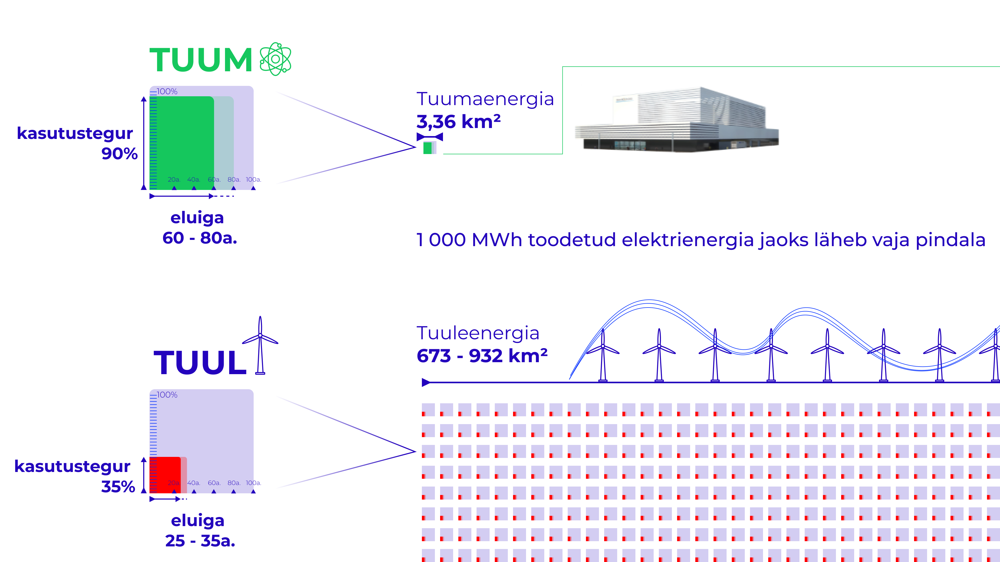 TUUM
100%
kasutustegur
90%
20a. 40a. 60a. 80a. 100a.
eluiga
60 - 80a.
Tuumaenergia
3,36 km²
1 000 MWh toodetud elektrienergia jaoks läheb vaja pindala
TUUL
100%
kasutustegur
35%
20a. 40a. 60a. 80a. 100a.
eluiga
25 - 35a.
Tuuleenergia
673 - 932 km²